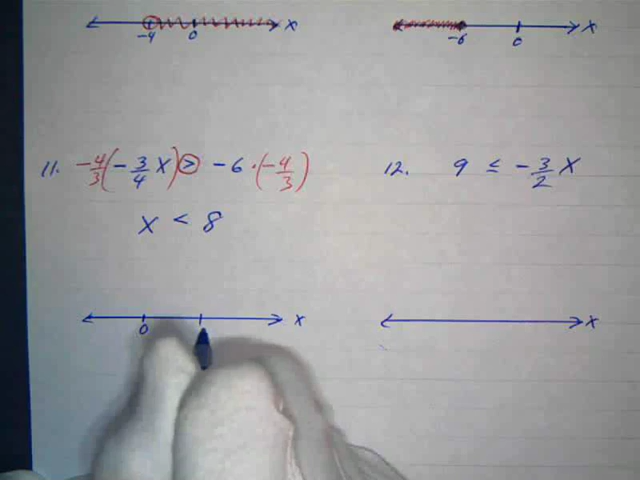 -4 0 x
-6 0 x
11. -4/3(-3/4 x) > -6 · (-4/3)
x < 8
0 x
12. 9 ≤ -3/2 x
x